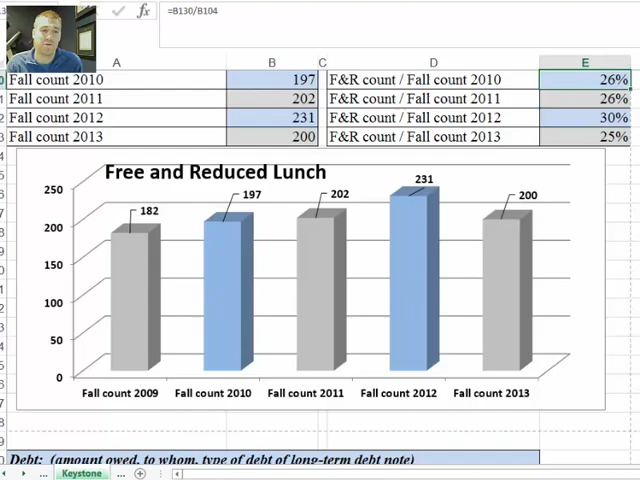 =B130/B104
A B C D E
Fall count 2010 197 F&R count / Fall count 2010 26%
Fall count 2011 202 F&R count / Fall count 2011 26%
Fall count 2012 231 F&R count / Fall count 2012 30%
Fall count 2013 200 F&R count / Fall count 2013 25%
Free and Reduced Lunch
250
200
150
100
50
0
182
197
202
231
200
Fall count 2009 Fall count 2010 Fall count 2011 Fall count 2012 Fall count 2013
Debt: (amount owed, to whom, type of debt of long-term debt note)
... Keystone ...